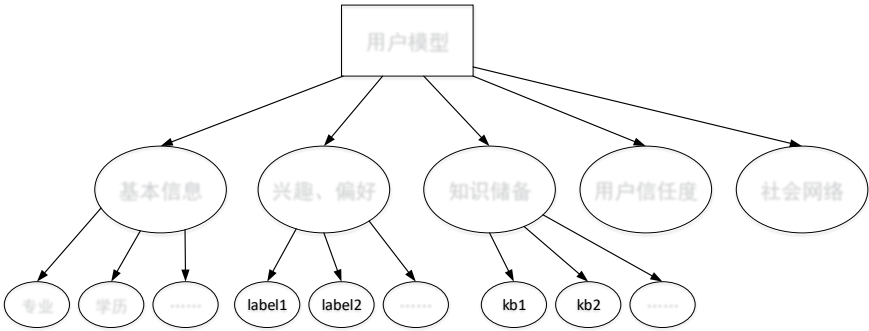 用户模型
基本信息
兴趣、偏好
知识储备
用户信任度
社会网络
专业
学历
……
label1
label2
……
kb1
kb2
……